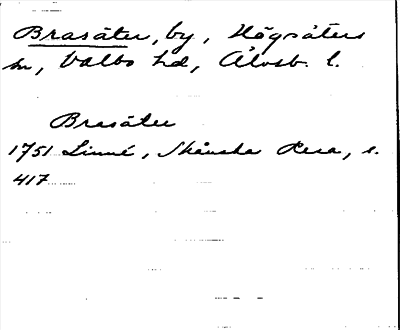 Brasäter, by, Högsäters
sn, Valbo hd, Älvsb. l.
Brasäter
1751 Linné, Skånska Resa, s.
417